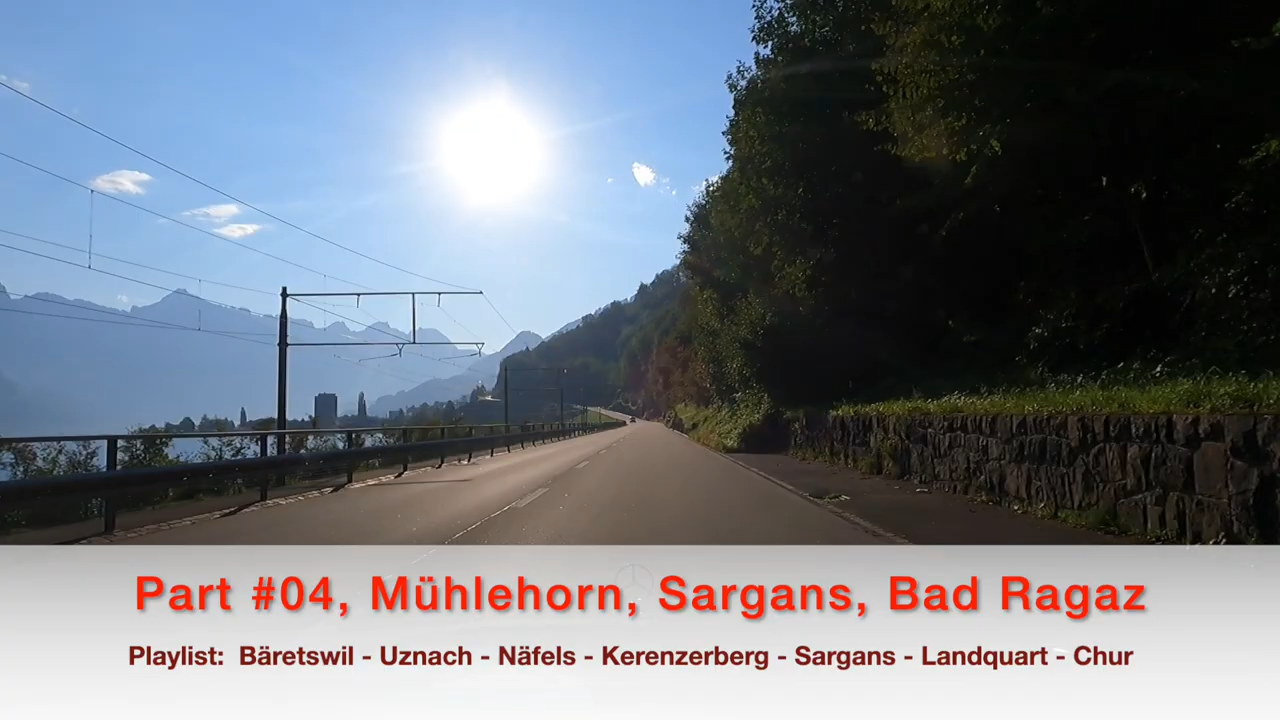 Part #04, Mühlehorn, Sargans, Bad Ragaz
Playlist: Bäretswil - Uznach - Näfels - Kerenzerberg - Sargans - Landquart - Chur